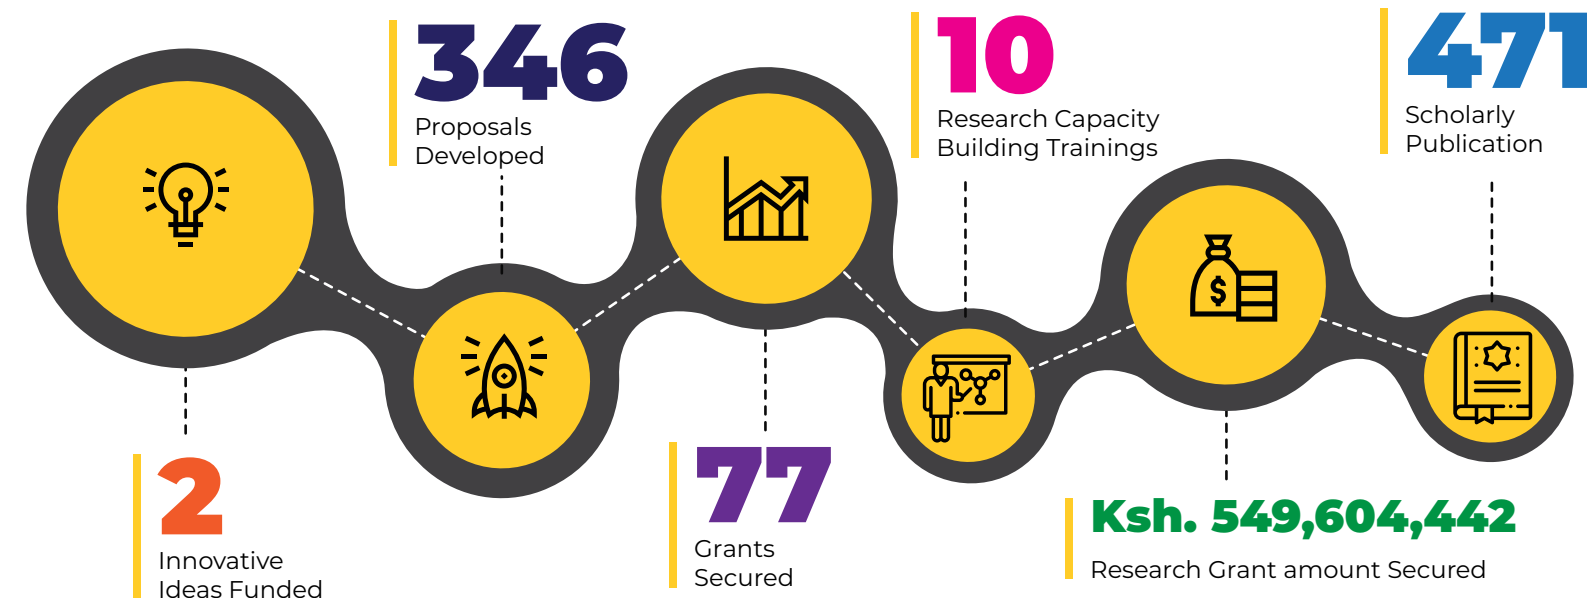 2
Innovative
Ideas Funded
346
Proposals
Developed
77
Grants
Secured
10
Research Capacity
Building Trainings
Ksh. 549,604,442
Research Grant amount Secured
471
Scholarly
Publication